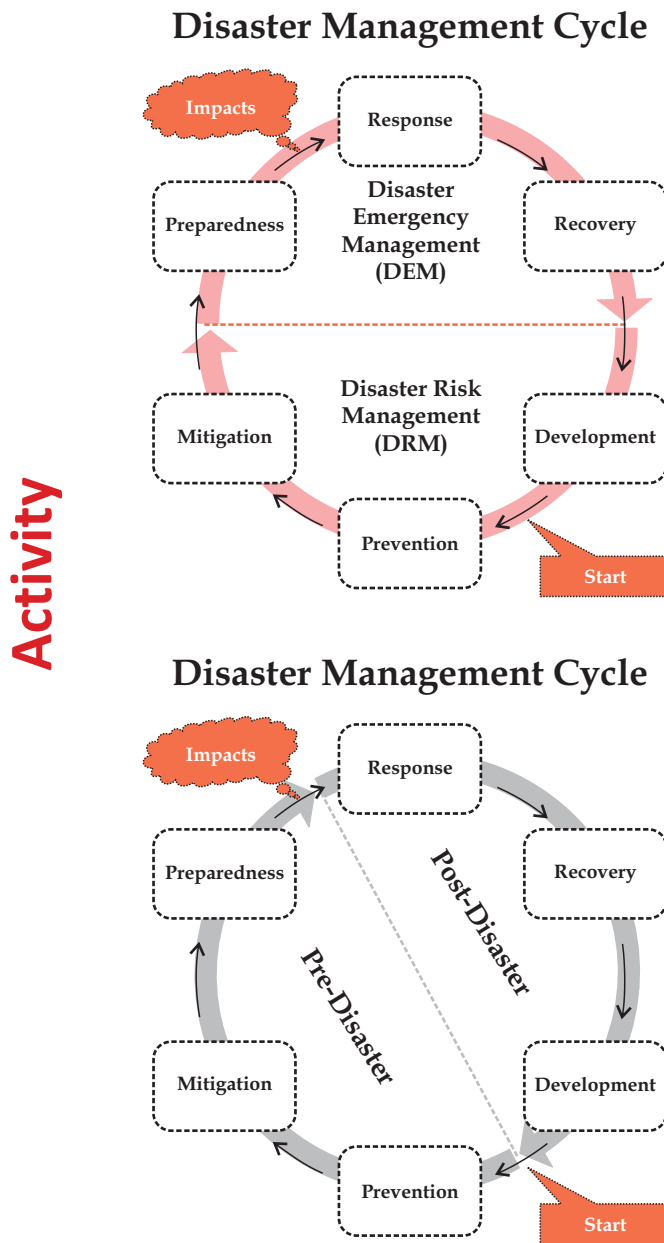 Activity
Disaster Management Cycle
Impacts
Response
Preparedness
Disaster
Emergency
Management
(DEM)
Recovery
Disaster Risk
Management
(DRM)
Mitigation
Development
Prevention
Start
Disaster Management Cycle
Impacts
Response
Preparedness
Recovery
Post-Disaster
Pre-Disaster
Mitigation
Development
Prevention
Start